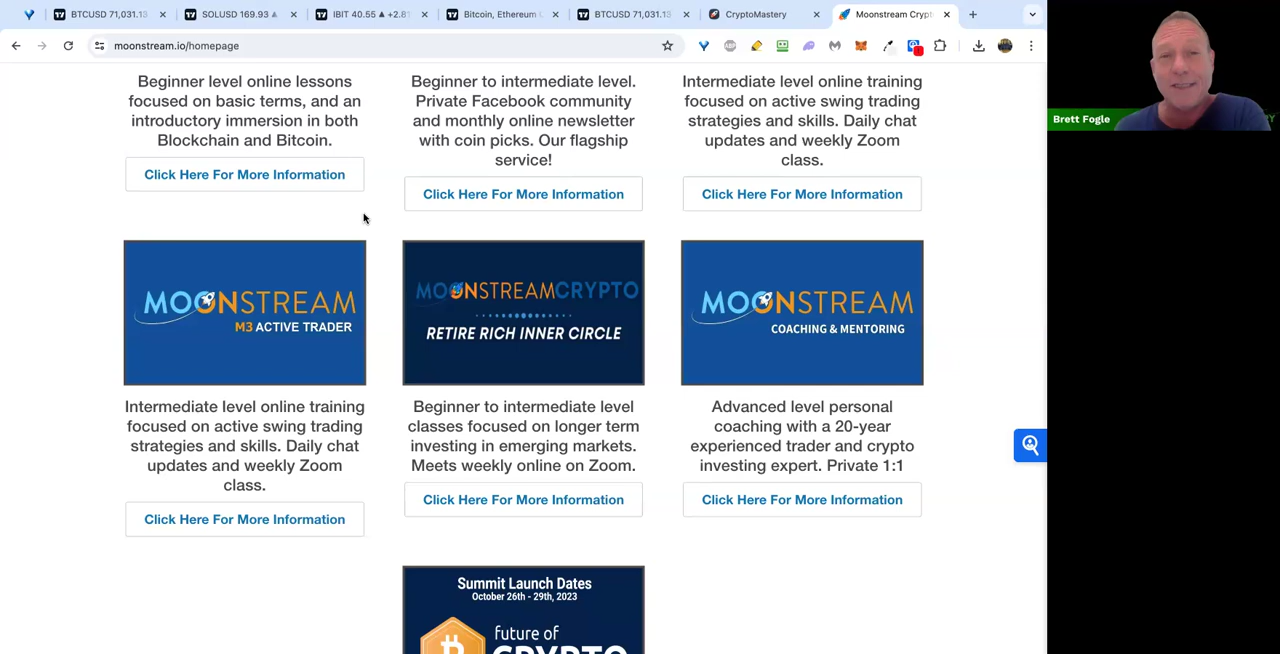 BTCUSD 71,031.13
SOLUSD 169.93
IBIT 40.55 ▲ +2.8
Bitcoin, Ethereum
BTCUSD 71,031.13
CryptoMastery
Moonstream Crypt
moonstream.io/homepage
Beginner level online lessons
focused on basic terms, and an
introductory immersion in both
Blockchain and Bitcoin.
Click Here For More Information
Beginner to intermediate level.
Private Facebook community
and monthly online newsletter
with coin picks. Our flagship
service!
Click Here For More Information
Intermediate level online training
focused on active swing trading
strategies and skills. Daily chat
updates and weekly Zoom
class.
Click Here For More Information
Brett Fogle
MOONSTREAM
M3 ACTIVE TRADER
Intermediate level online training
focused on active swing trading
strategies and skills. Daily chat
updates and weekly Zoom
class.
Click Here For More Information
MOONSTREAMCRYPTO
RETIRE RICH INNER CIRCLE
Beginner to intermediate level
classes focused on longer term
investing in emerging markets.
Meets weekly online on Zoom.
Click Here For More Information
MOONSTREAM
COACHING & MENTORING
Advanced level personal
coaching with a 20-year
experienced trader and crypto
investing expert. Private 1:1
Click Here For More Information
Summit Launch Dates
October 26th - 29th, 2023
future of
CRYPTO